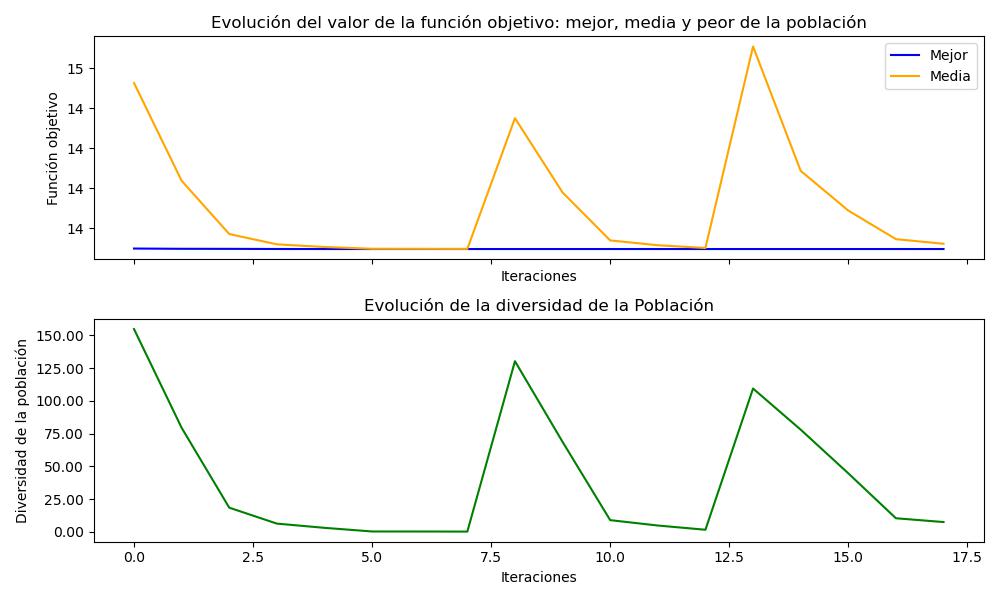 Evolución del valor de la función objetivo: mejor, media y peor de la población
Función objetivo
15
14
14
14
14
Mejor
Media
Iteraciones
Evolución de la diversidad de la Población
Diversidad de la población
150.00
125.00
100.00
75.00
50.00
25.00
0.00
0.0 2.5 5.0 7.5 10.0 12.5 15.0 17.5
Iteraciones